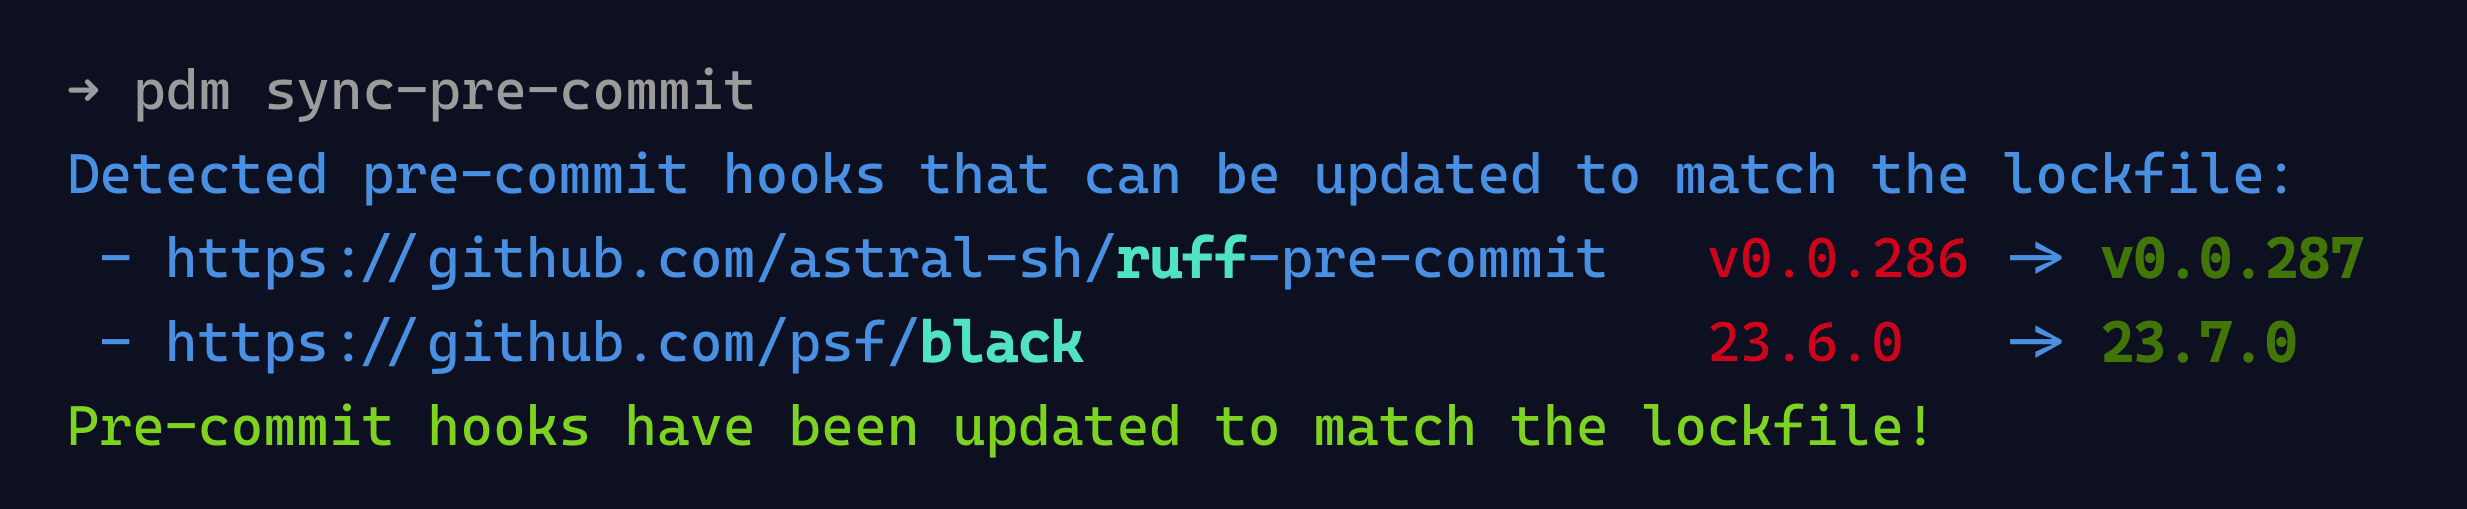 ➜ pdm sync-pre-commit
Detected pre-commit hooks that can be updated to match the lockfile:
- https://github.com/astral-sh/ruff-pre-commit v0.0.286 -> v0.0.287
- https://github.com/psf/black 23.6.0 -> 23.7.0
Pre-commit hooks have been updated to match the lockfile!